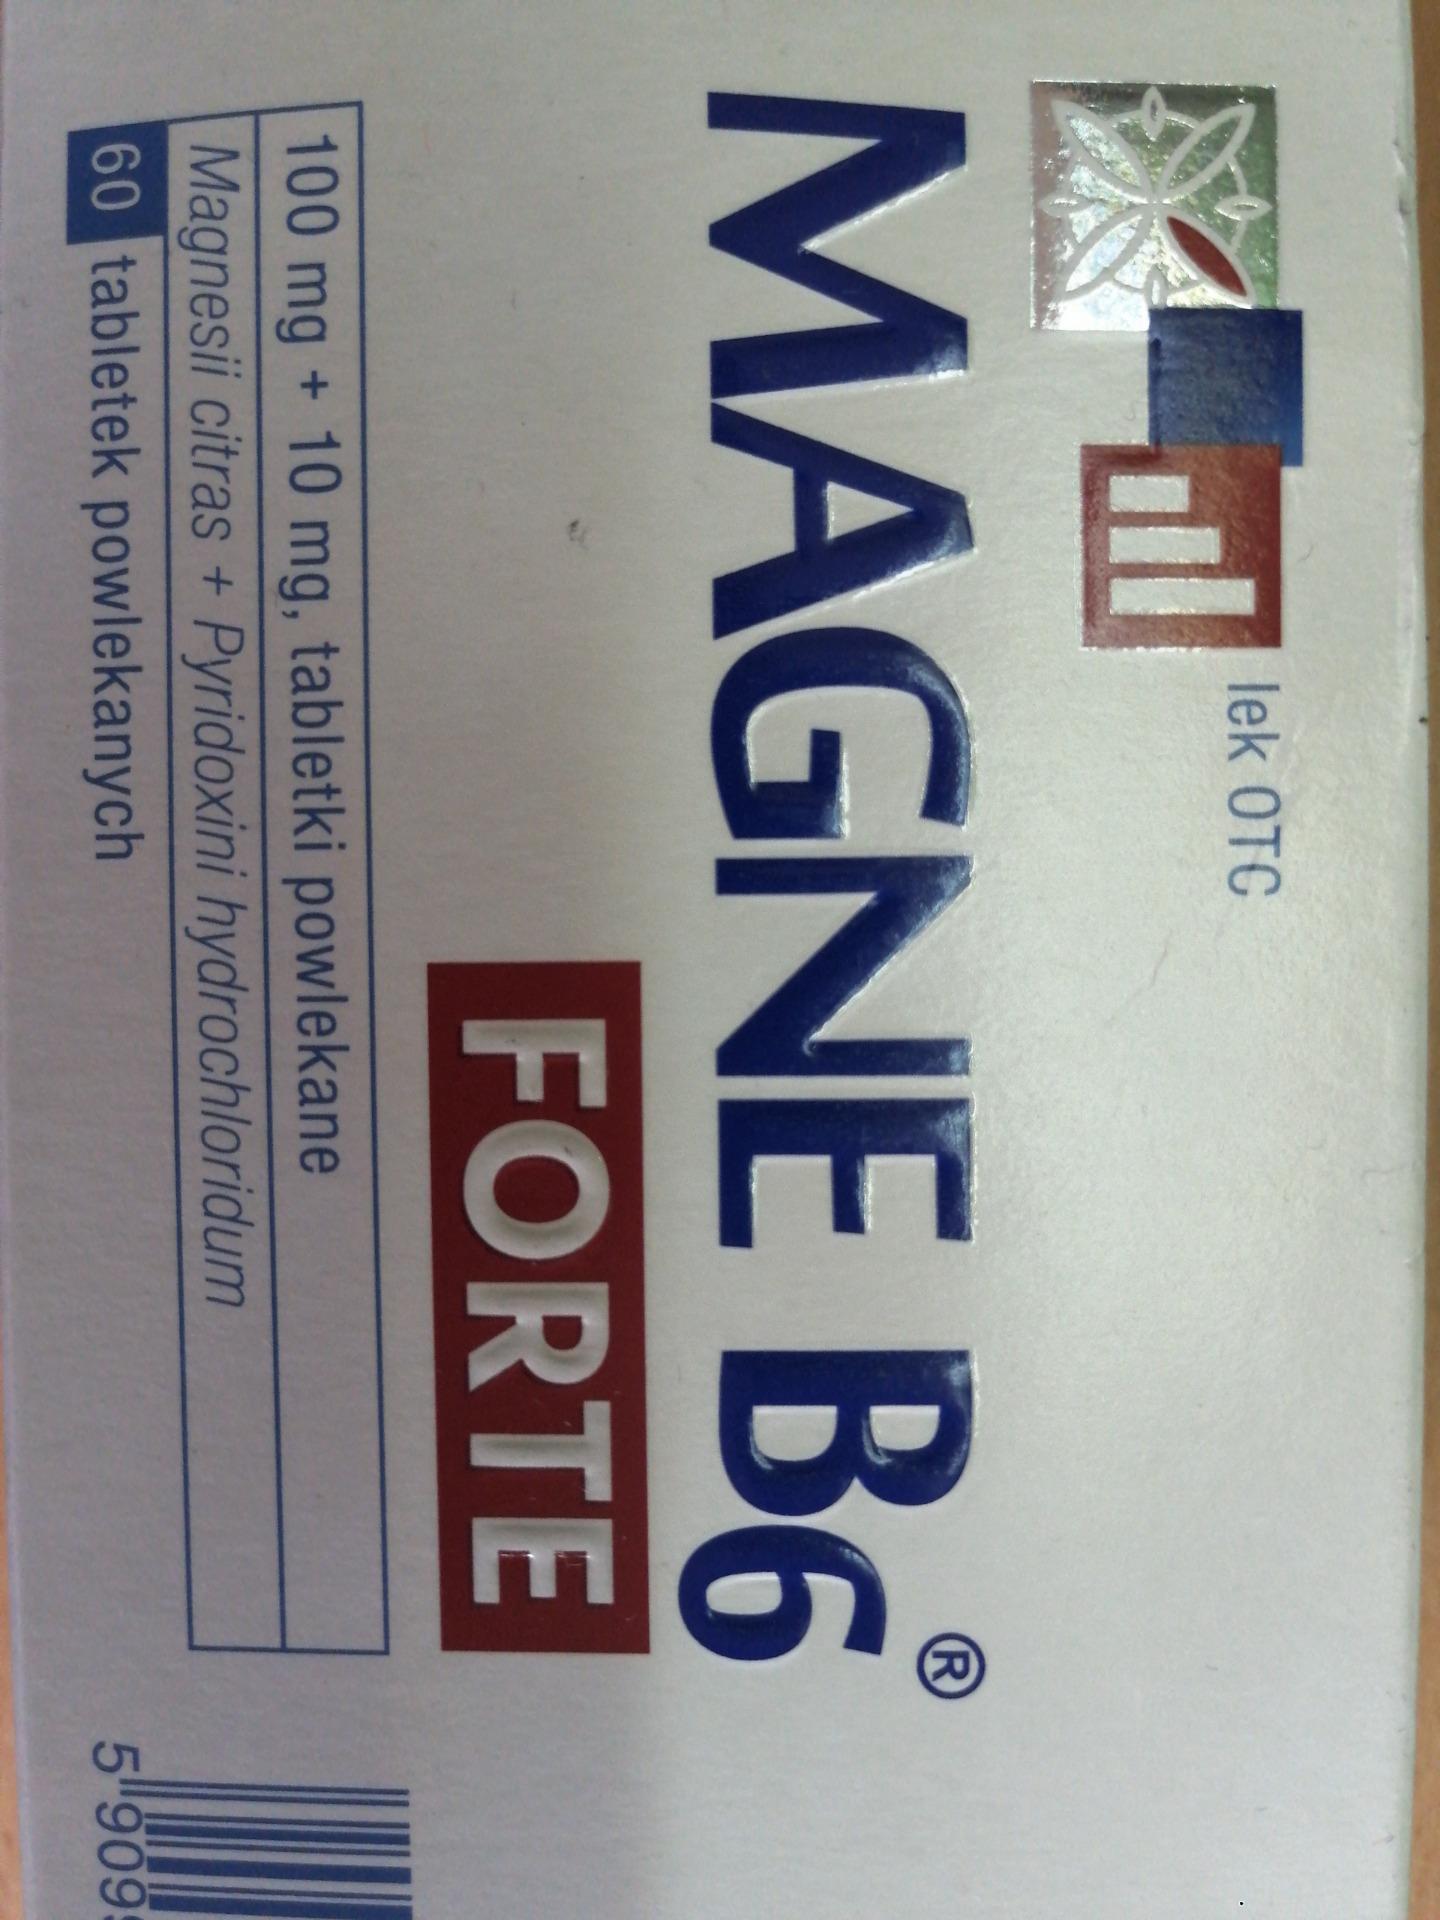 lek OTC
MAGNE B6®
FORTE
100 mg + 10 mg, tabletki powlekane
Magnesii citras + Pyridoxini hydrochloridum
60 tabletek powlekanych
5 909